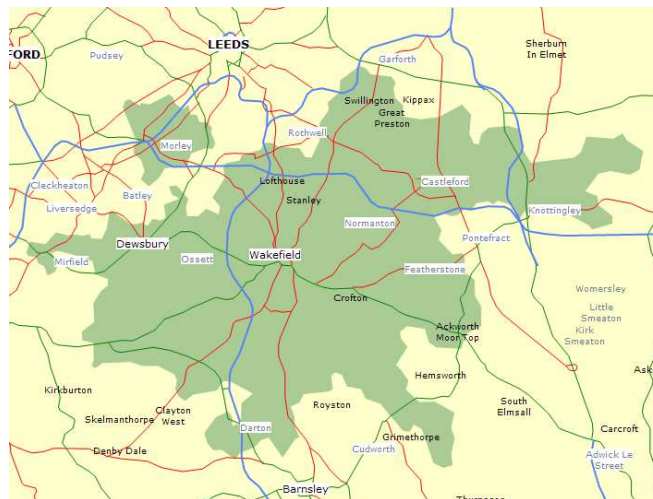 LEEDS
FORD
Pudsey
Garforth
Sherburn
In Elmet
Swillington
Kippax
Great
Preston
Rothwell
Morley
Cleckheaton
Batley
Liversedge
Lofthouse
Stanley
Castleford
Normanton
Knottingley
Dewsbury
Mirfield
Ossett
Wakefield
Pontefract
Featherstone
Crofton
Womersley
Little
Smeaton
Kirk
Smeaton
Ackworth
Moor Top
Hemsworth
Ask
Kirkburton
Skelmanthorpe
Clayton
West
Royston
South
Elmsall
Darton
Grimethorpe
Carcroft
Denby Dale
Cudworth
Adwick Le
Street
Barnsley